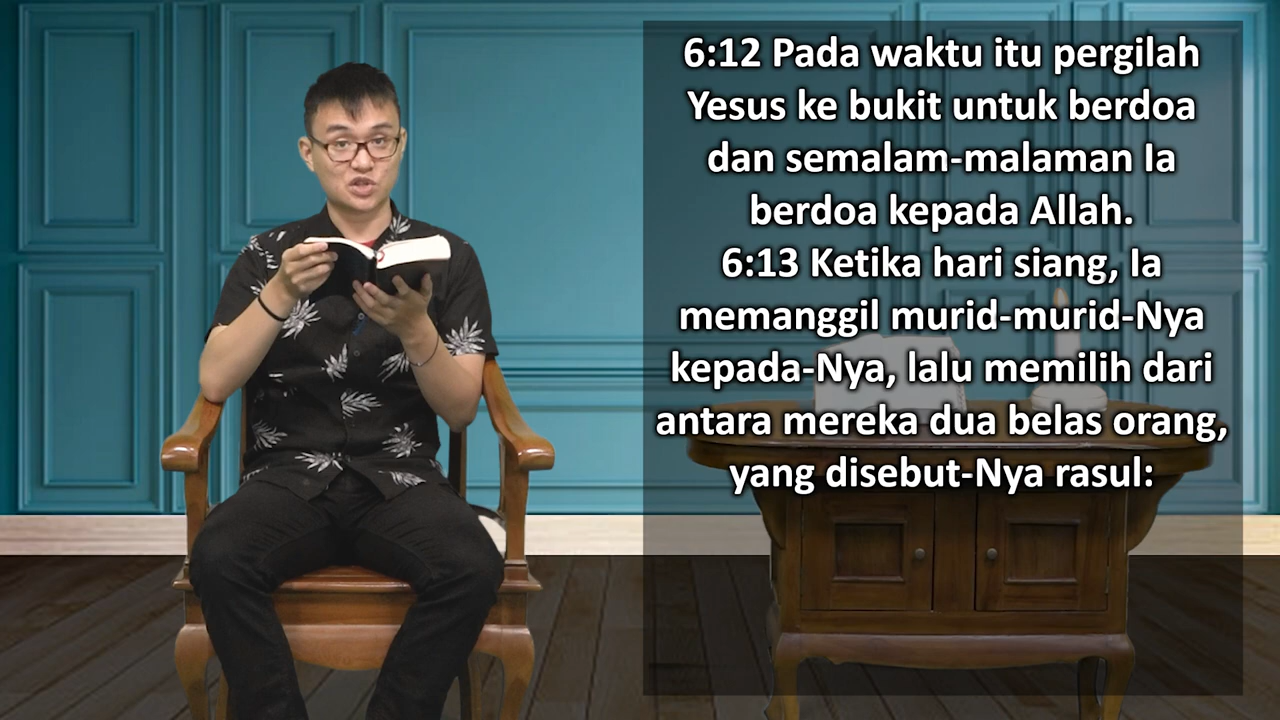 6:12 Pada waktu itu pergilah
Yesus ke bukit untuk berdoa
dan semalam-malaman Ia
berdoa kepada Allah.
6:13 Ketika hari siang, Ia
memanggil murid-murid-Nya
kepada-Nya, lalu memilih dari
antara mereka dua belas orang,
yang disebut-Nya rasul: